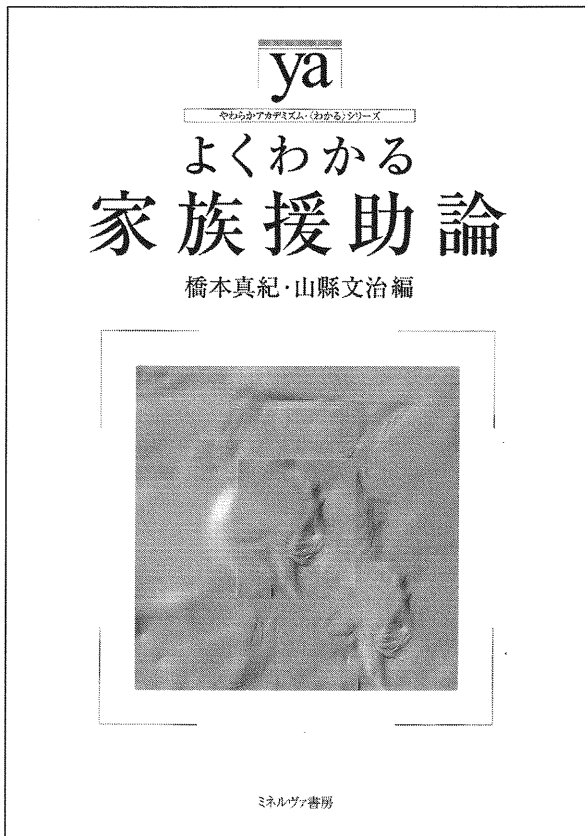 ya
やわらかアカデミズム・〈わかる〉シリーズ
よくわかる
家族援助論
橋本真紀・山縣文治編
ミネルヴァ書房